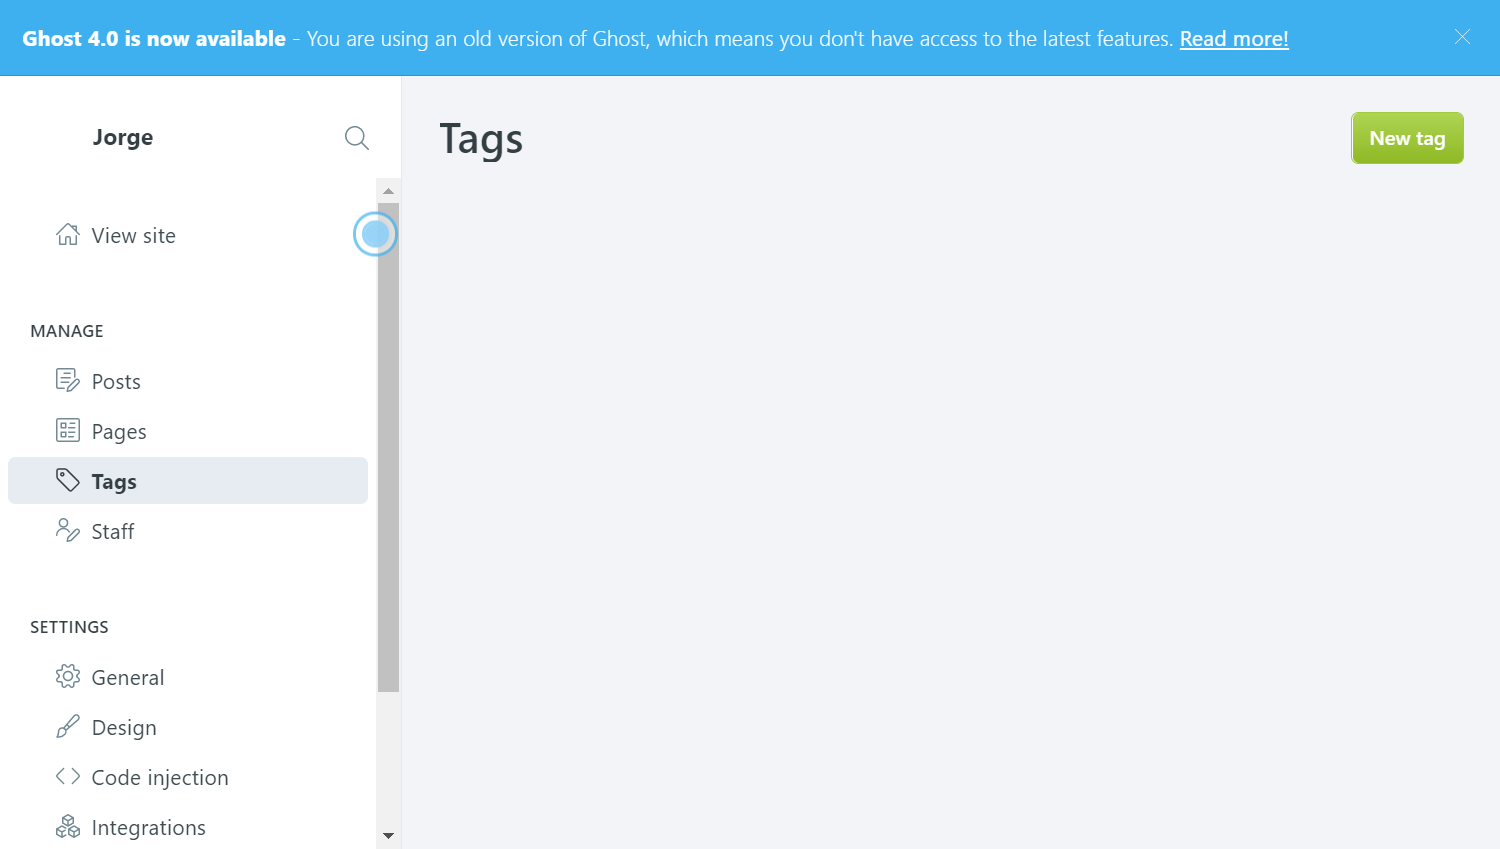 Ghost 4.0 is now available - You are using an old version of Ghost, which means you don't have access to the latest features. Read more!
Jorge
Tags
New tag
View site
MANAGE
Posts
Pages
Tags
Staff
SETTINGS
General
Design
Code injection
Integrations